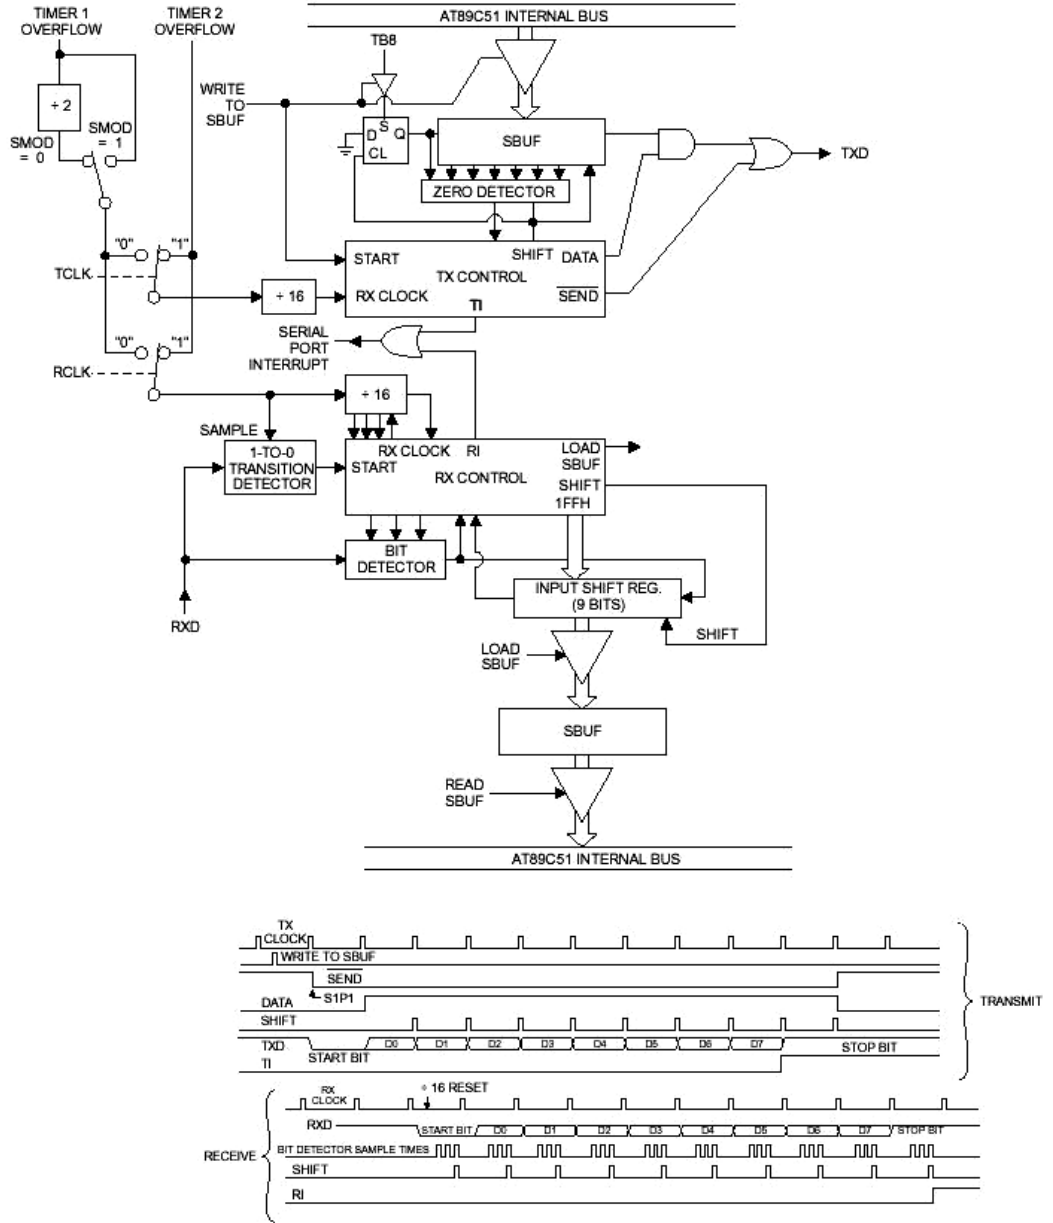 TIMER 1
OVERFLOW
TIMER 2
OVERFLOW
AT89C51 INTERNAL BUS
TB8
WRITE
TO
SBUF
÷ 2
SMOD
= 1
SMOD
= 0
D S Q
CL
SBUF
TXD
ZERO DETECTOR
"0" "1"
TCLK
START
SHIFT
DATA
TX CONTROL
÷ 16
RX CLOCK
SEND
TI
SERIAL
PORT
INTERRUPT
"0" "1"
RCLK
÷ 16
SAMPLE
1-TO-0
TRANSITION
DETECTOR
RX CLOCK RI
LOAD
SBUF
START
RX CONTROL
SHIFT
1FFH
BIT
DETECTOR
INPUT SHIFT REG.
(9 BITS)
RXD
SHIFT
LOAD
SBUF
SBUF
READ
SBUF
AT89C51 INTERNAL BUS
TX
CLOCK
WRITE TO SBUF
SEND
S1P1
DATA
SHIFT
TXD
START BIT
D0 D1 D2 D3 D4 D5 D6 D7
STOP BIT
TI
TRANSMIT
÷ 16 RESET
RX
CLOCK
RXD
START BIT D0 D1 D2 D3 D4 D5 D6 D7 STOP BIT
BIT DETECTOR SAMPLE TIMES
RECEIVE
SHIFT
RI